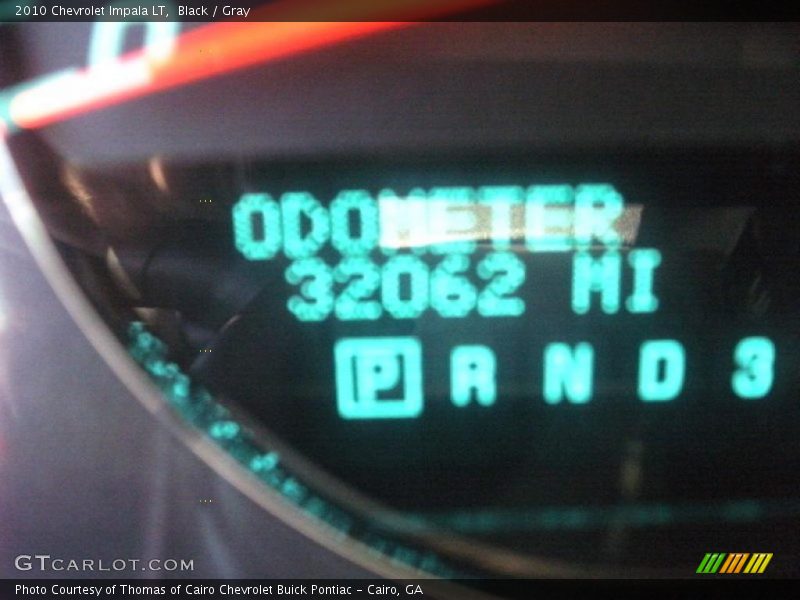 2010 Chevrolet Impala LT, Black / Gray
0
ODOMETER
32062 MI
P R N D 3
GTCARLOT.COM
Photo Courtesy of Thomas of Cairo Chevrolet Buick Pontiac - Cairo, GA